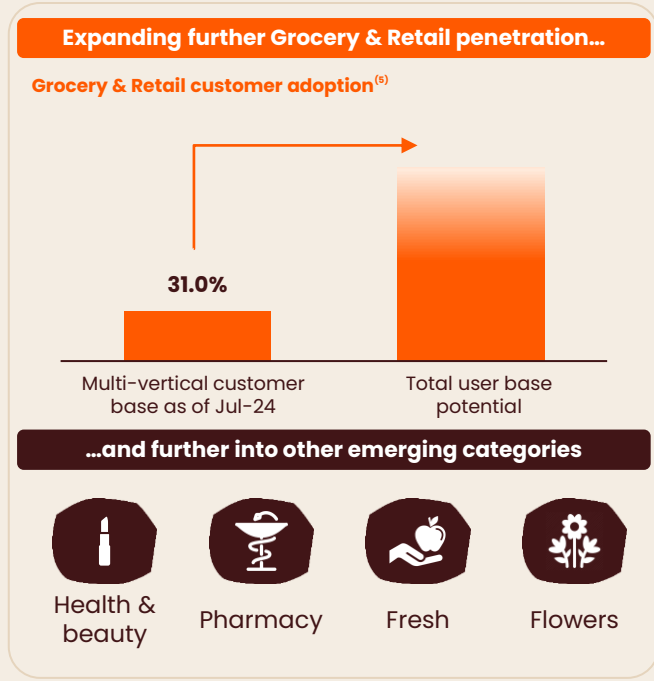 Expanding further Grocery & Retail penetration…
Grocery & Retail customer adoption⁽⁵⁾
31.0%
Multi-vertical customer
base as of Jul-24
Total user base
potential
…and further into other emerging categories
Health &
beauty
Pharmacy
Fresh
Flowers